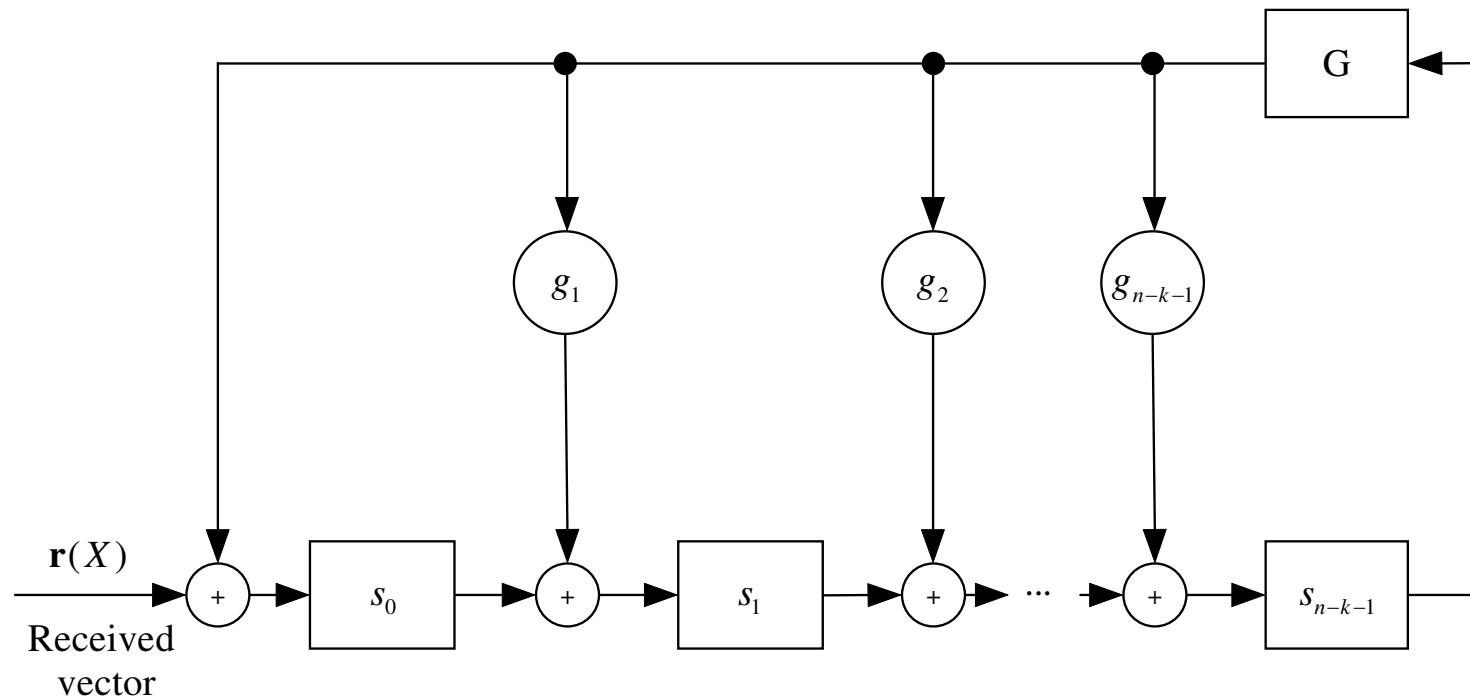 G
g₁
g₂
gₙ₋ₖ₋₁
r(X)
+
s₀
+
s₁
+
...
+
sₙ₋ₖ₋₁
Received
vector